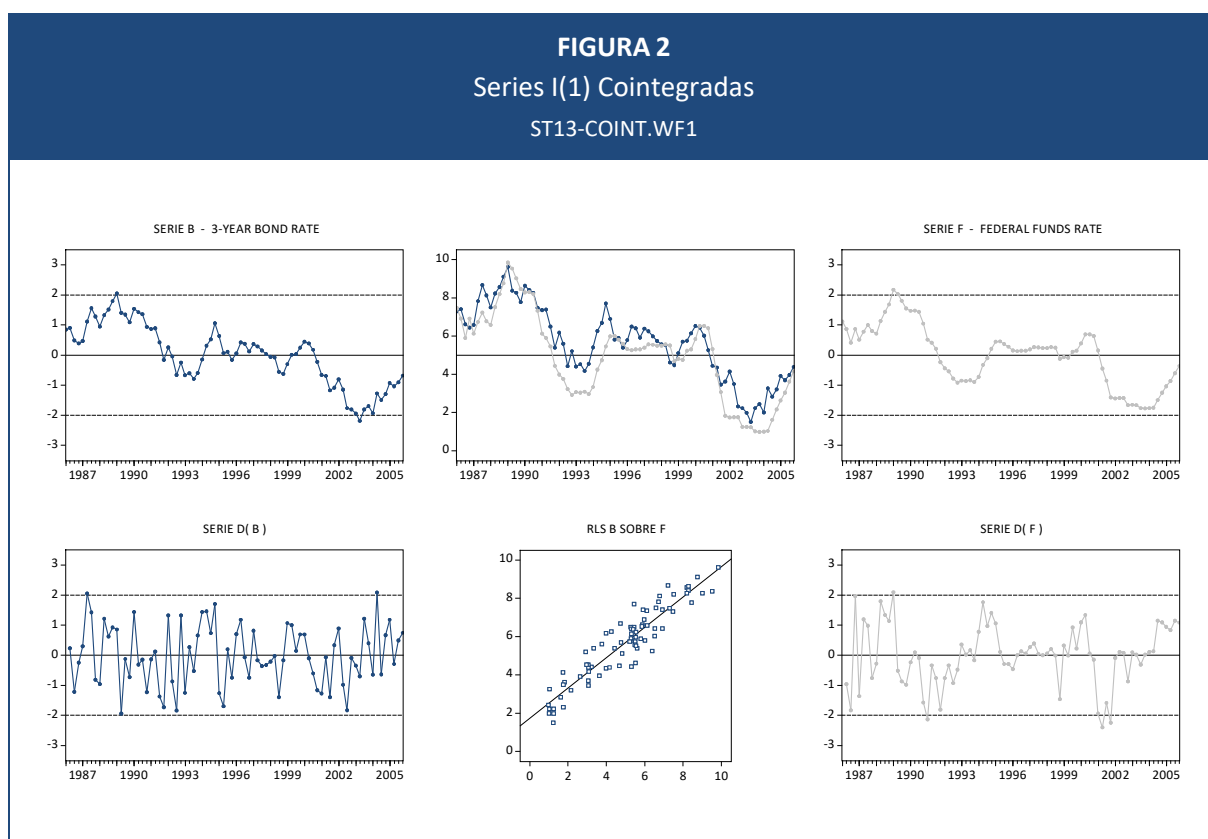 FIGURA 2
Series I(1) Cointegradas
ST13-COINT.WF1
SERIE B - 3-YEAR BOND RATE
3
2
1
0
-1
-2
-3
1987 1990 1993 1996 1999 2002 2005
10
8
6
4
2
0
1987 1990 1993 1996 1999 2002 2005
SERIE F - FEDERAL FUNDS RATE
3
2
1
0
-1
-2
-3
1987 1990 1993 1996 1999 2002 2005
SERIE D( B )
3
2
1
0
-1
-2
-3
1987 1990 1993 1996 1999 2002 2005
RLS B SOBRE F
10
8
6
4
2
0
0 2 4 6 8 10
SERIE D( F )
3
2
1
0
-1
-2
-3
1987 1990 1993 1996 1999 2002 2005